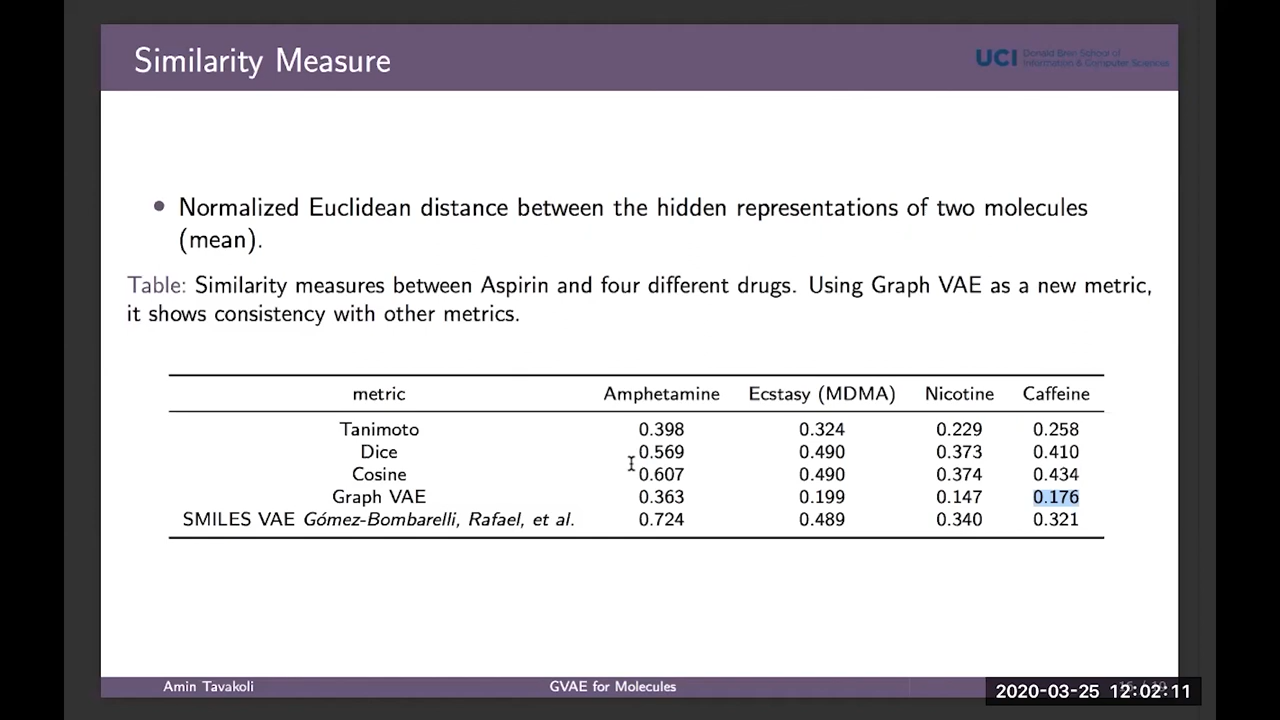 Similarity Measure
UCI Donald Bren School of
Information & Computer Sciences
• Normalized Euclidean distance between the hidden representations of two molecules
(mean).
Table: Similarity measures between Aspirin and four different drugs. Using Graph VAE as a new metric,
it shows consistency with other metrics.
metric Amphetamine Ecstasy (MDMA) Nicotine Caffeine
Tanimoto 0.398 0.324 0.229 0.258
Dice 0.569 0.490 0.373 0.410
Cosine 0.607 0.490 0.374 0.434
Graph VAE 0.363 0.199 0.147 0.176
SMILES VAE Gómez-Bombarelli, Rafael, et al. 0.724 0.489 0.340 0.321
Amin Tavakoli GVAE for Molecules
2020-03-25 12:02:11